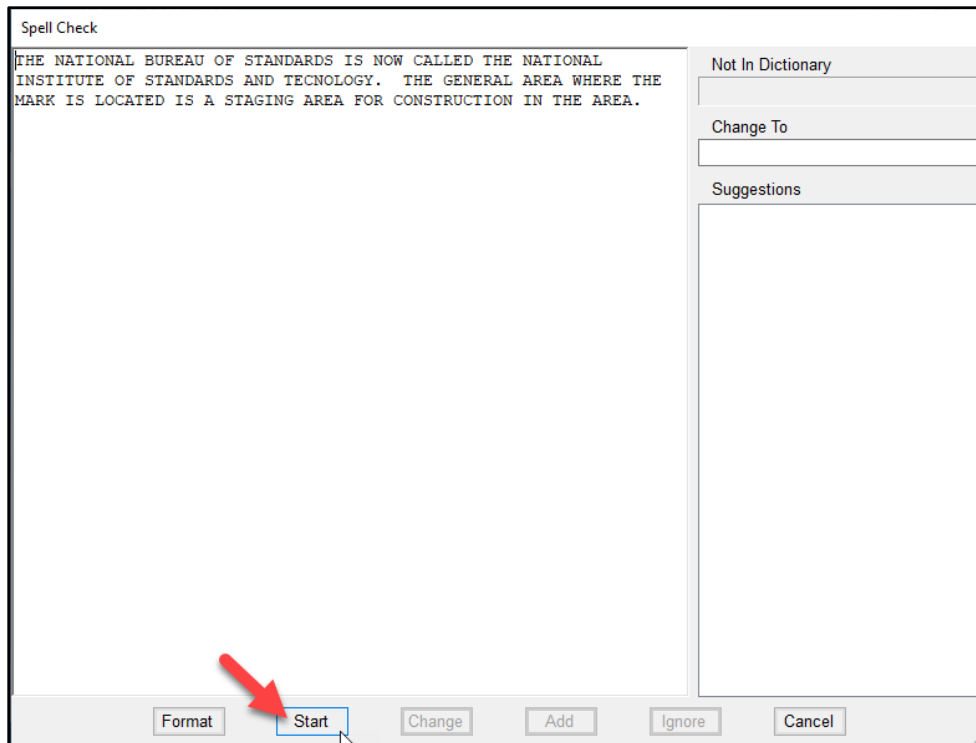 Spell Check
THE NATIONAL BUREAU OF STANDARDS IS NOW CALLED THE NATIONAL
INSTITUTE OF STANDARDS AND TECNOLOGY.  THE GENERAL AREA WHERE THE
MARK IS LOCATED IS A STAGING AREA FOR CONSTRUCTION IN THE AREA.
Not In Dictionary
Change To
Suggestions
Format Start Change Add Ignore Cancel